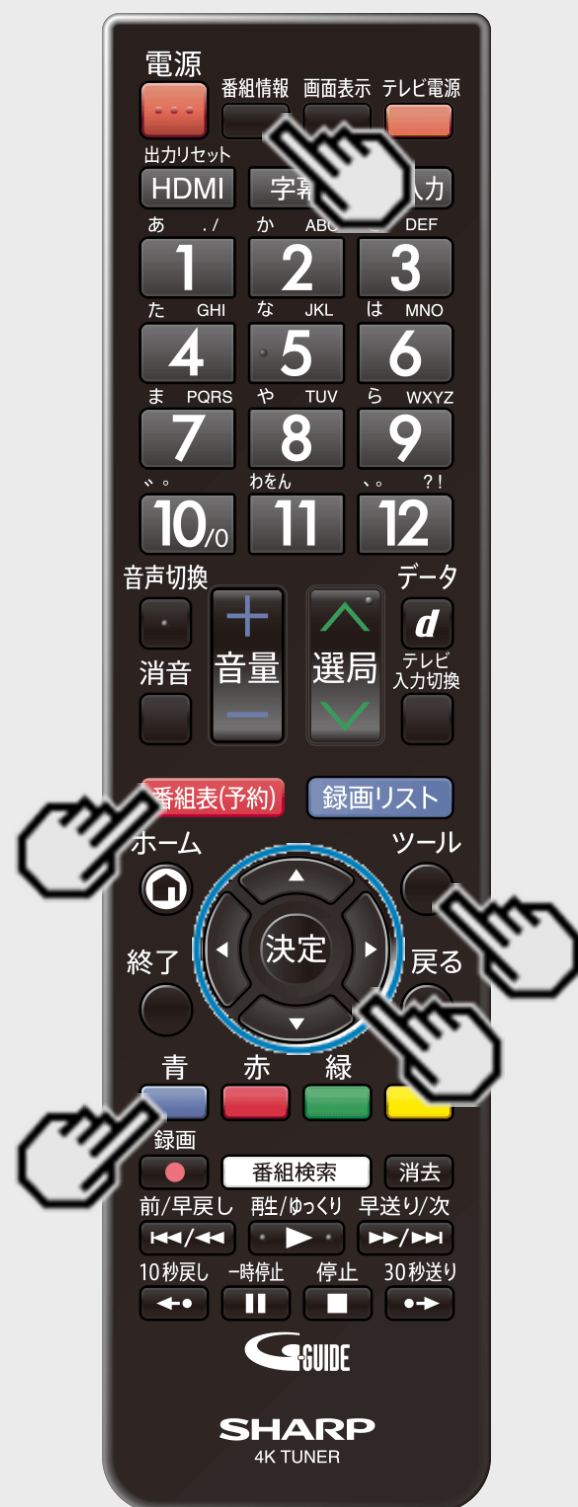 電源
番組情報 画面表示 テレビ電源
出力リセット
HDMI
あ ./ か DEF
1 2 3
た GHI な JKL は MNO
4 5 6
ま PQRS や TUV ら WXYZ
7 8 9
゛゜ わをん 、。 ?!
10/0 11 12
音声切換 データ
+ d
消音 音量 選局 テレビ
入力切換
−
番組表(予約) 録画リスト
ホーム ツール
決定
終了 戻る
青 赤 緑
録画
番組検索 消去
前/早戻し 再生/ゆっくり 早送り/次
10秒戻し 一時停止 停止 30秒送り
G-GUIDE
SHARP
4K TUNER